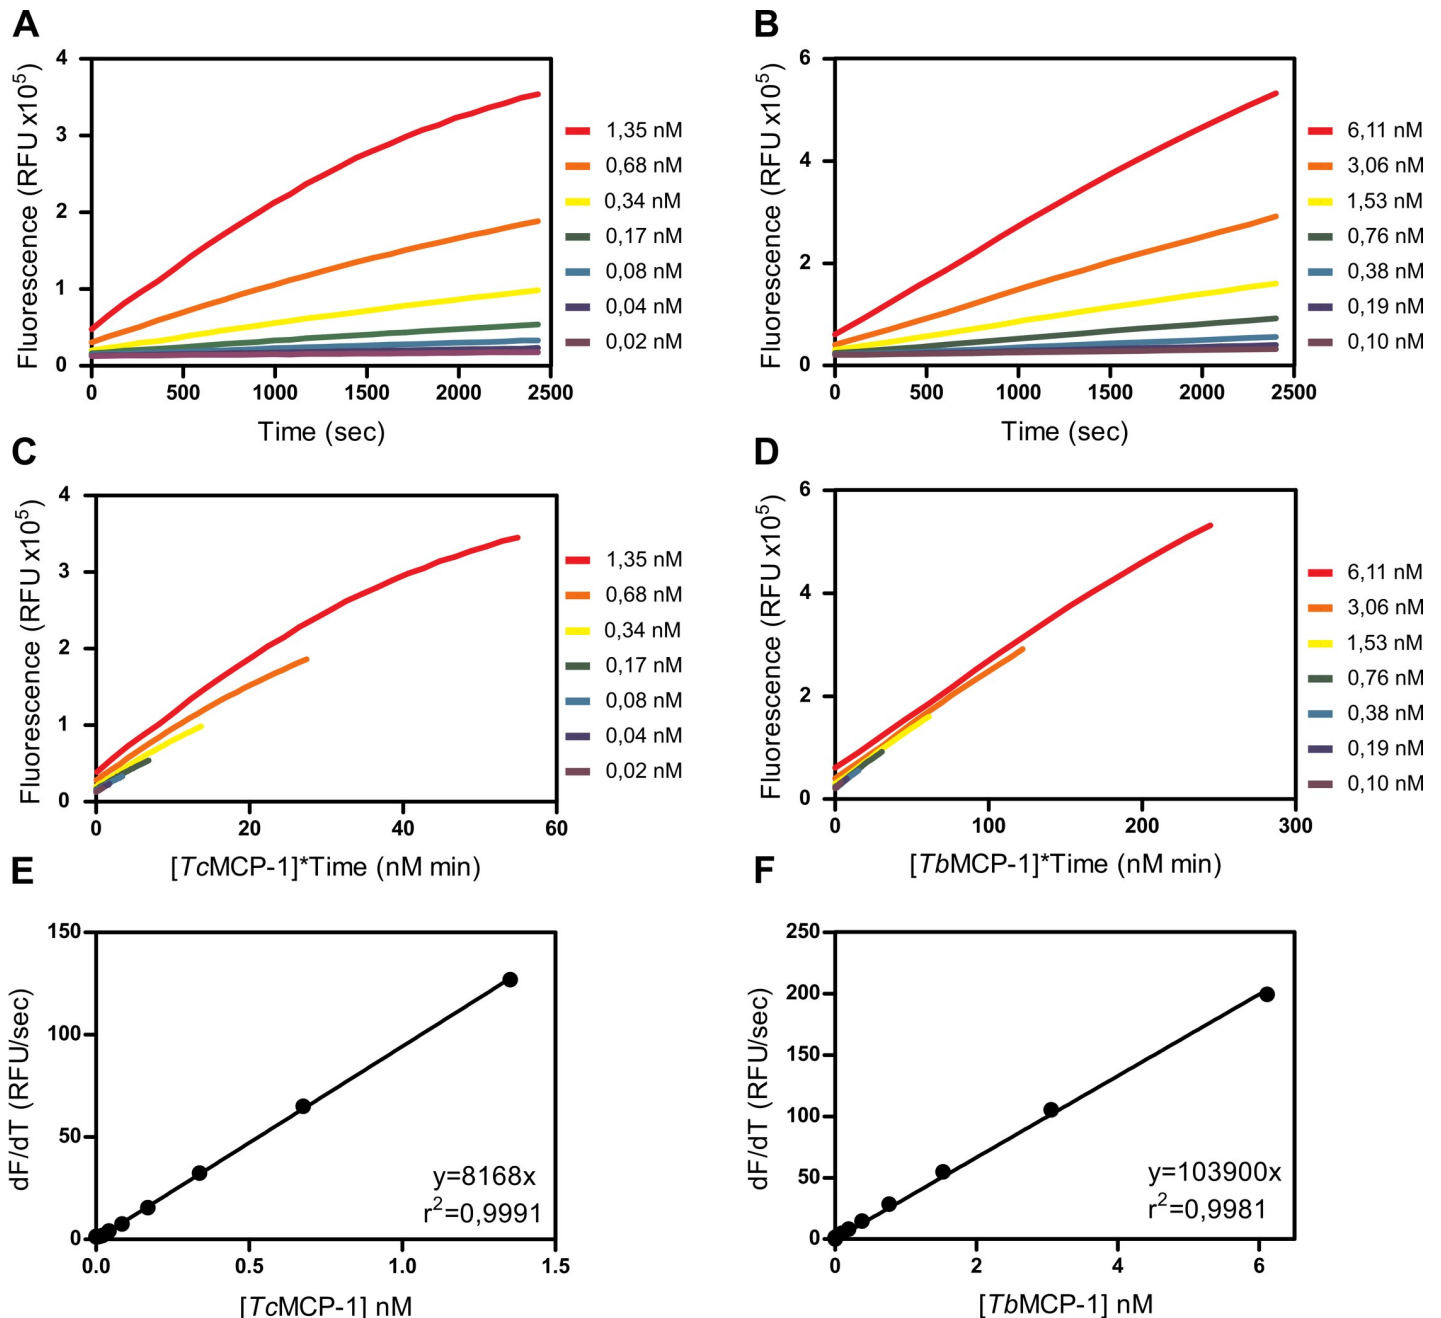 A
Fluorescence (RFU x10⁵)
4
3
2
1
0
0 500 1000 1500 2000 2500
Time (sec)
1,35 nM
0,68 nM
0,34 nM
0,17 nM
0,08 nM
0,04 nM
0,02 nM
B
Fluorescence (RFU x10⁵)
6
4
2
0
0 500 1000 1500 2000 2500
Time (sec)
6,11 nM
3,06 nM
1,53 nM
0,76 nM
0,38 nM
0,19 nM
0,10 nM
C
Fluorescence (RFU x10⁵)
4
3
2
1
0
0 20 40 60
[TcMCP-1]*Time (nM min)
1,35 nM
0,68 nM
0,34 nM
0,17 nM
0,08 nM
0,04 nM
0,02 nM
D
Fluorescence (RFU x10⁵)
6
4
2
0
0 100 200 300
[TbMCP-1]*Time (nM min)
6,11 nM
3,06 nM
1,53 nM
0,76 nM
0,38 nM
0,19 nM
0,10 nM
E
dF/dT (RFU/sec)
150
100
50
0
0.0 0.5 1.0 1.5
[TcMCP-1] nM
y=8168x
r²=0,9991
F
dF/dT (RFU/sec)
250
200
150
100
50
0
0 2 4 6
[TbMCP-1] nM
y=103900x
r²=0,9981